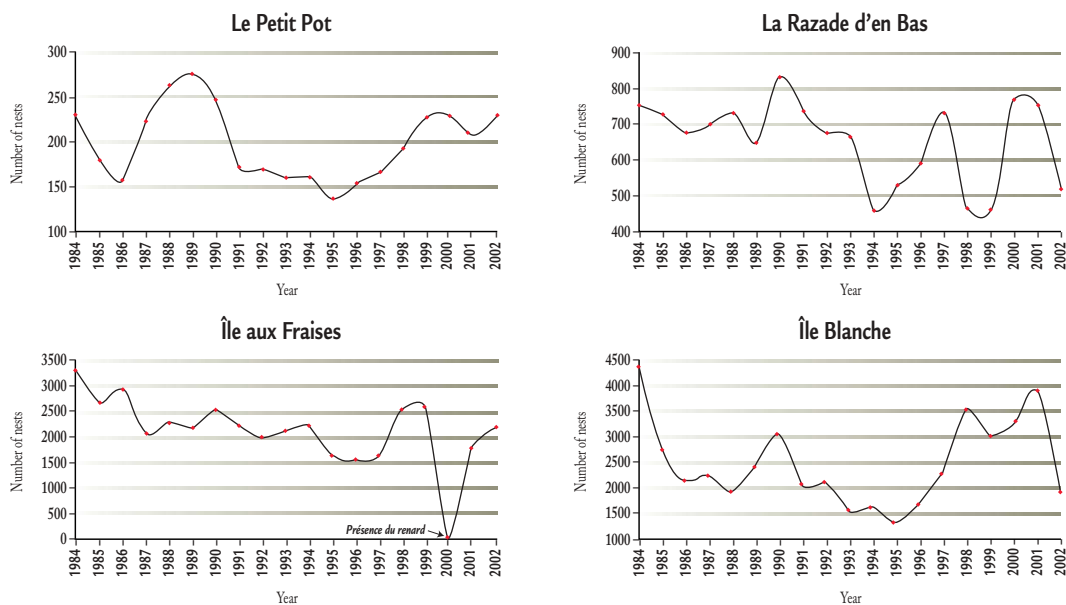 Le Petit Pot
Number of nests
300
250
200
150
100
1984 1985 1986 1987 1988 1989 1990 1991 1992 1993 1994 1995 1996 1997 1998 1999 2000 2001 2002
Year
La Razade d'en Bas
Number of nests
900
800
700
600
500
400
1984 1985 1986 1987 1988 1989 1990 1991 1992 1993 1994 1995 1996 1997 1998 1999 2000 2001 2002
Year
Île aux Fraises
Number of nests
3500
3000
2500
2000
1500
1000
500
0
Présence du renard
1984 1985 1986 1987 1988 1989 1990 1991 1992 1993 1994 1995 1996 1997 1998 1999 2000 2001 2002
Year
Île Blanche
Number of nests
4500
4000
3500
3000
2500
2000
1500
1000
1984 1985 1986 1987 1988 1989 1990 1991 1992 1993 1994 1995 1996 1997 1998 1999 2000 2001 2002
Year